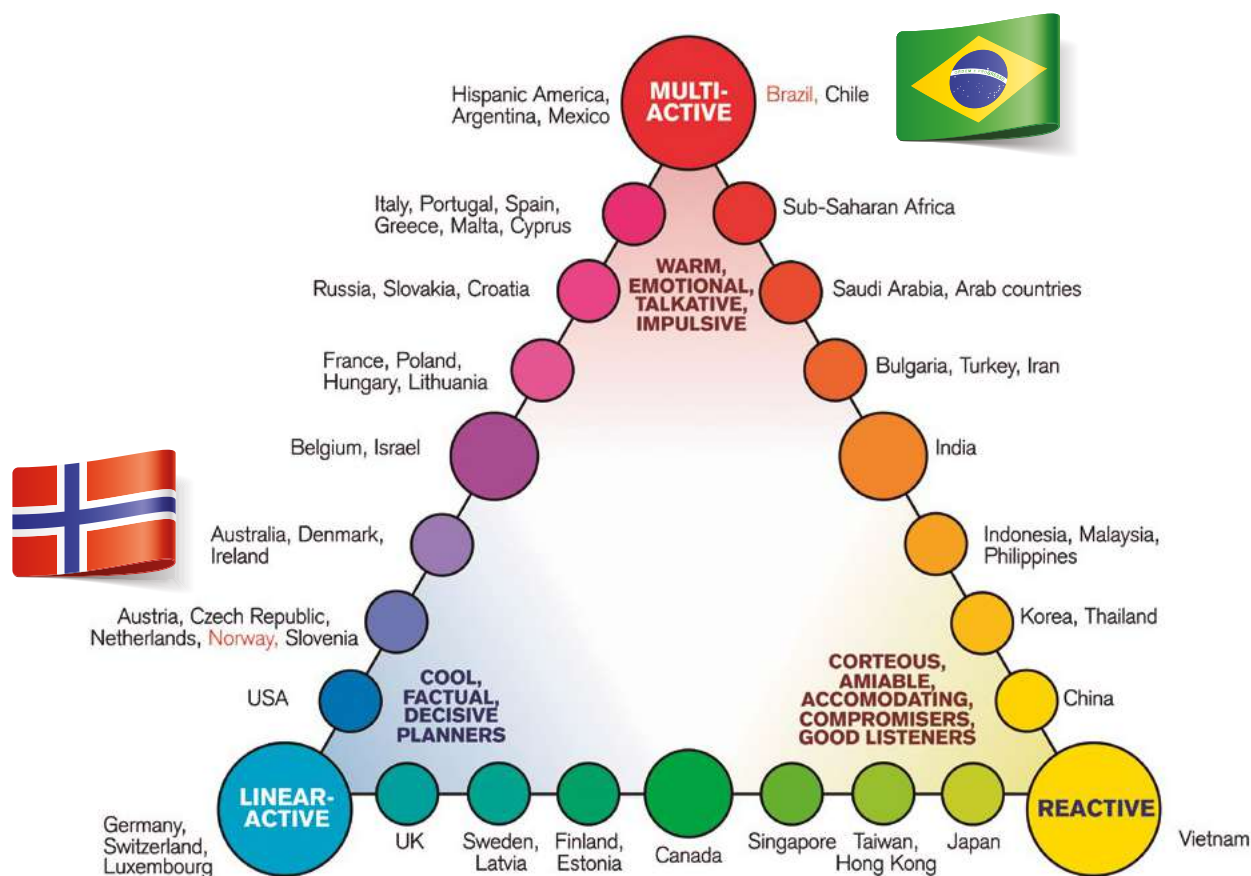 Hispanic America,
Argentina, Mexico
MULTI-
ACTIVE
Brazil, Chile
Italy, Portugal, Spain,
Greece, Malta, Cyprus
Sub-Saharan Africa
WARM,
EMOTIONAL,
TALKATIVE,
IMPULSIVE
Russia, Slovakia, Croatia
Saudi Arabia, Arab countries
France, Poland,
Hungary, Lithuania
Bulgaria, Turkey, Iran
Belgium, Israel
India
Australia, Denmark,
Ireland
Indonesia, Malaysia,
Philippines
Austria, Czech Republic,
Netherlands, Norway, Slovenia
Korea, Thailand
USA
COOL,
FACTUAL,
DECISIVE
PLANNERS
CORTEOUS,
AMIABLE,
ACCOMODATING,
COMPROMISERS,
GOOD LISTENERS
China
LINEAR-
ACTIVE
REACTIVE
Germany,
Switzerland,
Luxembourg
UK
Sweden,
Latvia
Finland,
Estonia
Canada
Singapore
Taiwan,
Hong Kong
Japan
Vietnam